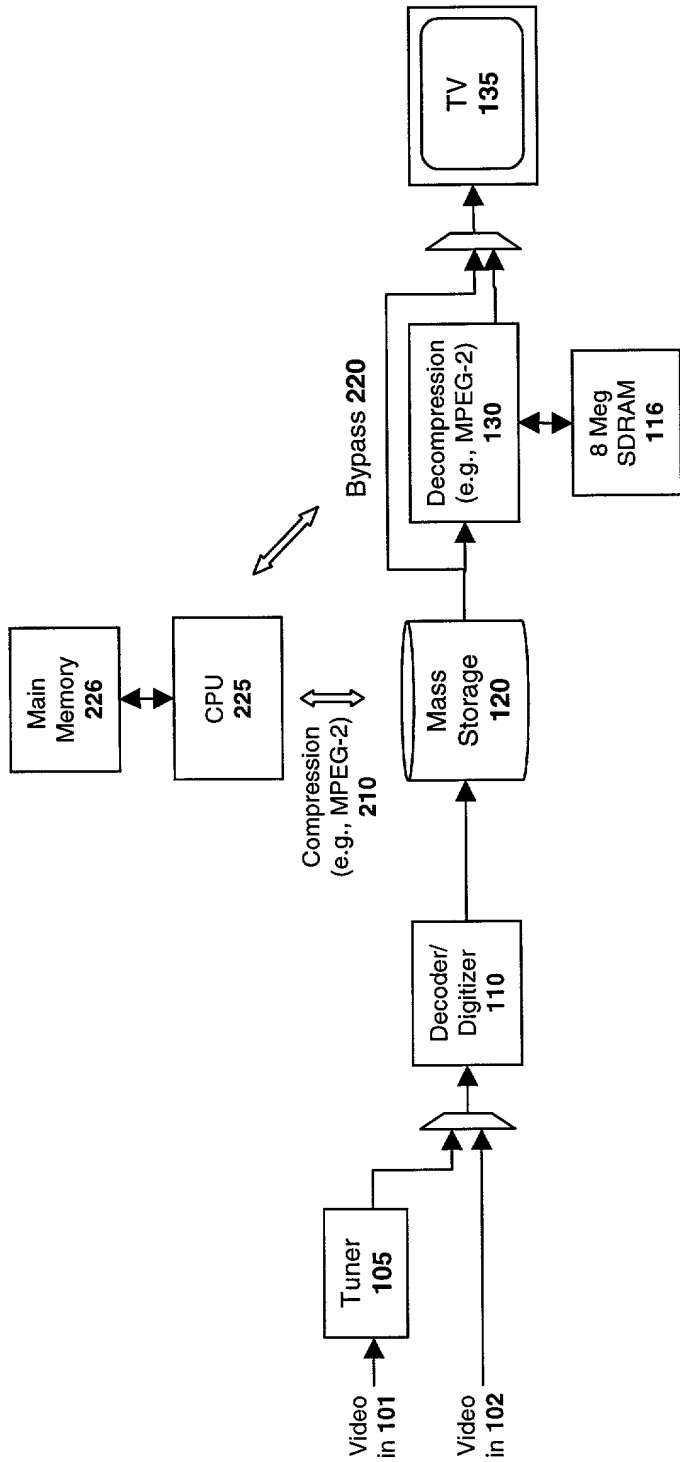 Video
in 101
Video
in 102
Tuner
105
Decoder/
Digitizer
110
Main
Memory
226
CPU
225
Compression
(e.g., MPEG-2)
210
Mass
Storage
120
Bypass 220
Decompression
(e.g., MPEG-2)
130
8 Meg
SDRAM
116
TV
135